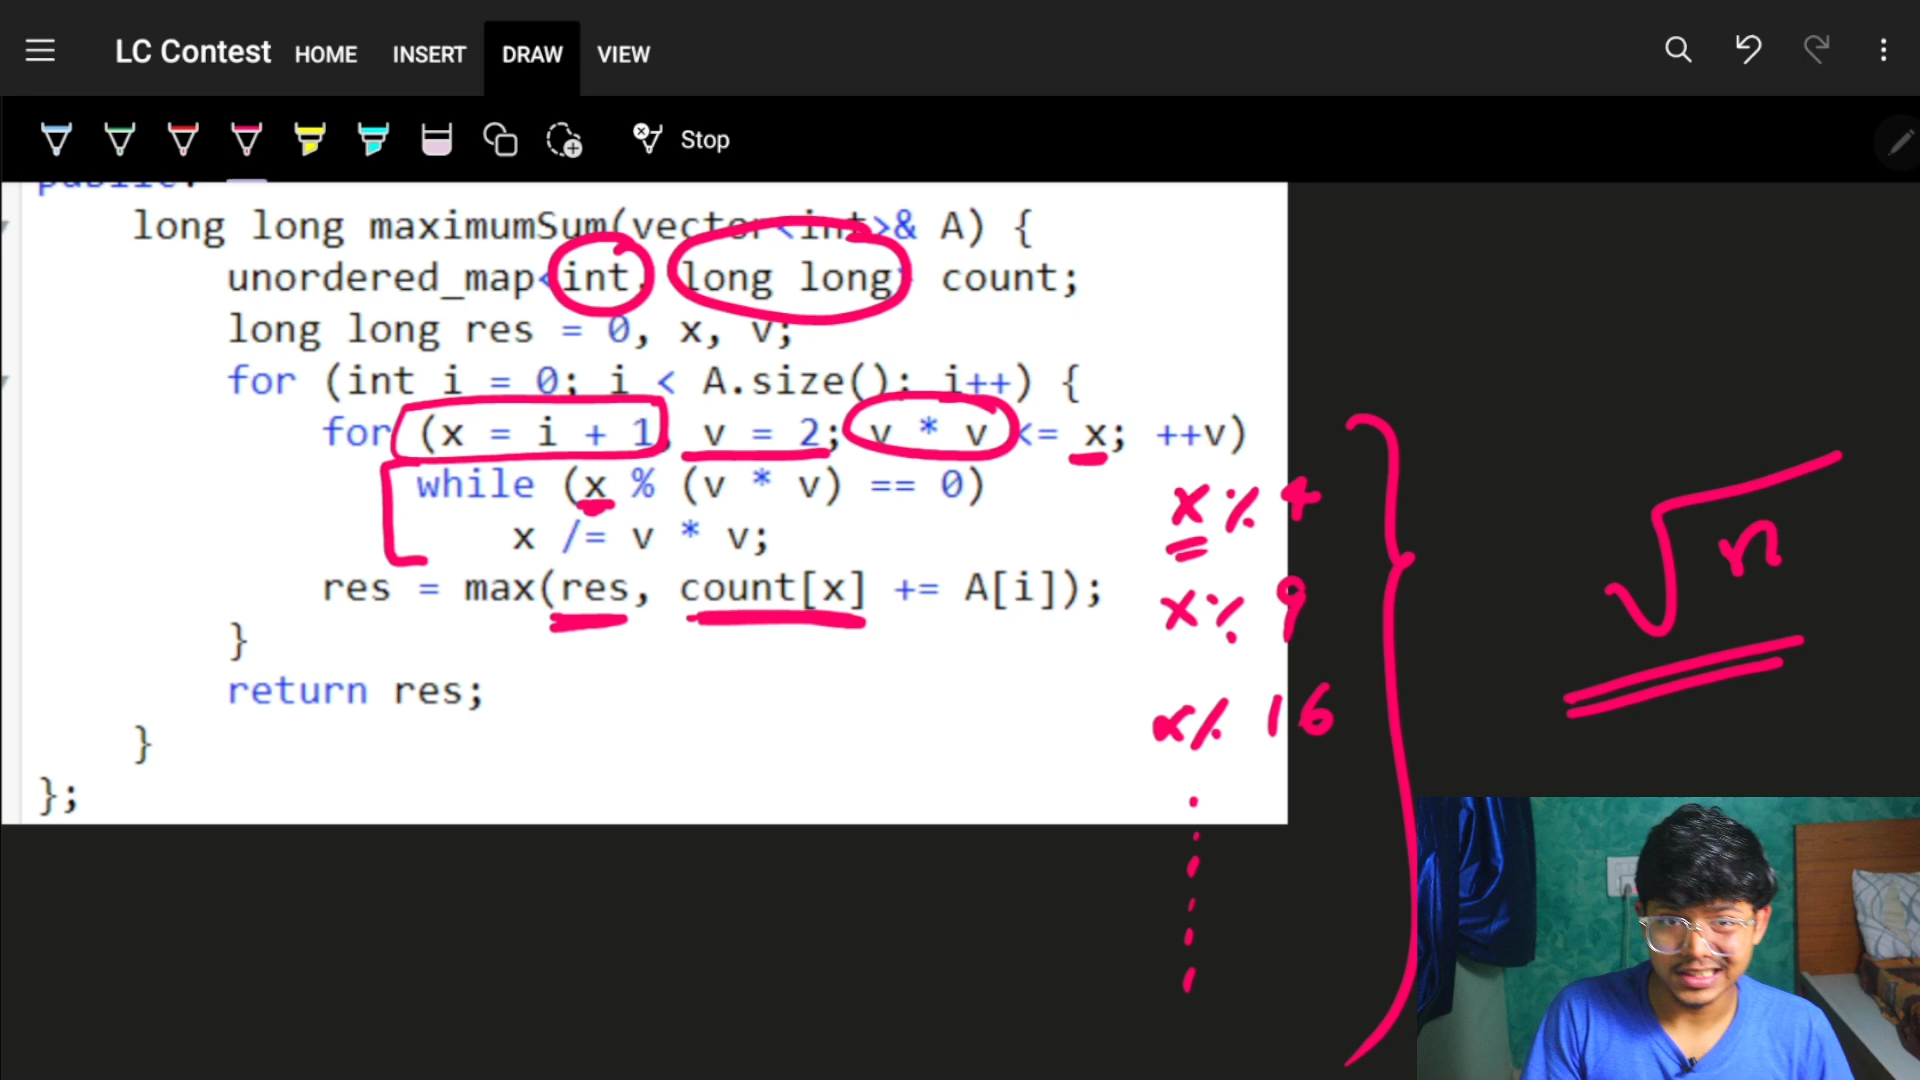 LC Contest HOME INSERT DRAW VIEW
Stop
public:
long long maximumSum(vector<int>& A) {
unordered_map<int, long long> count;
long long res = 0, x, v;
for (int i = 0; i < A.size(); i++) {
for (x = i + 1, v = 2; v * v <= x; ++v)
while (x % (v * v) == 0)
x /= v * v;
res = max(res, count[x] += A[i]);
}
return res;
}
};
x % 4
x % 9
x % 16
√n